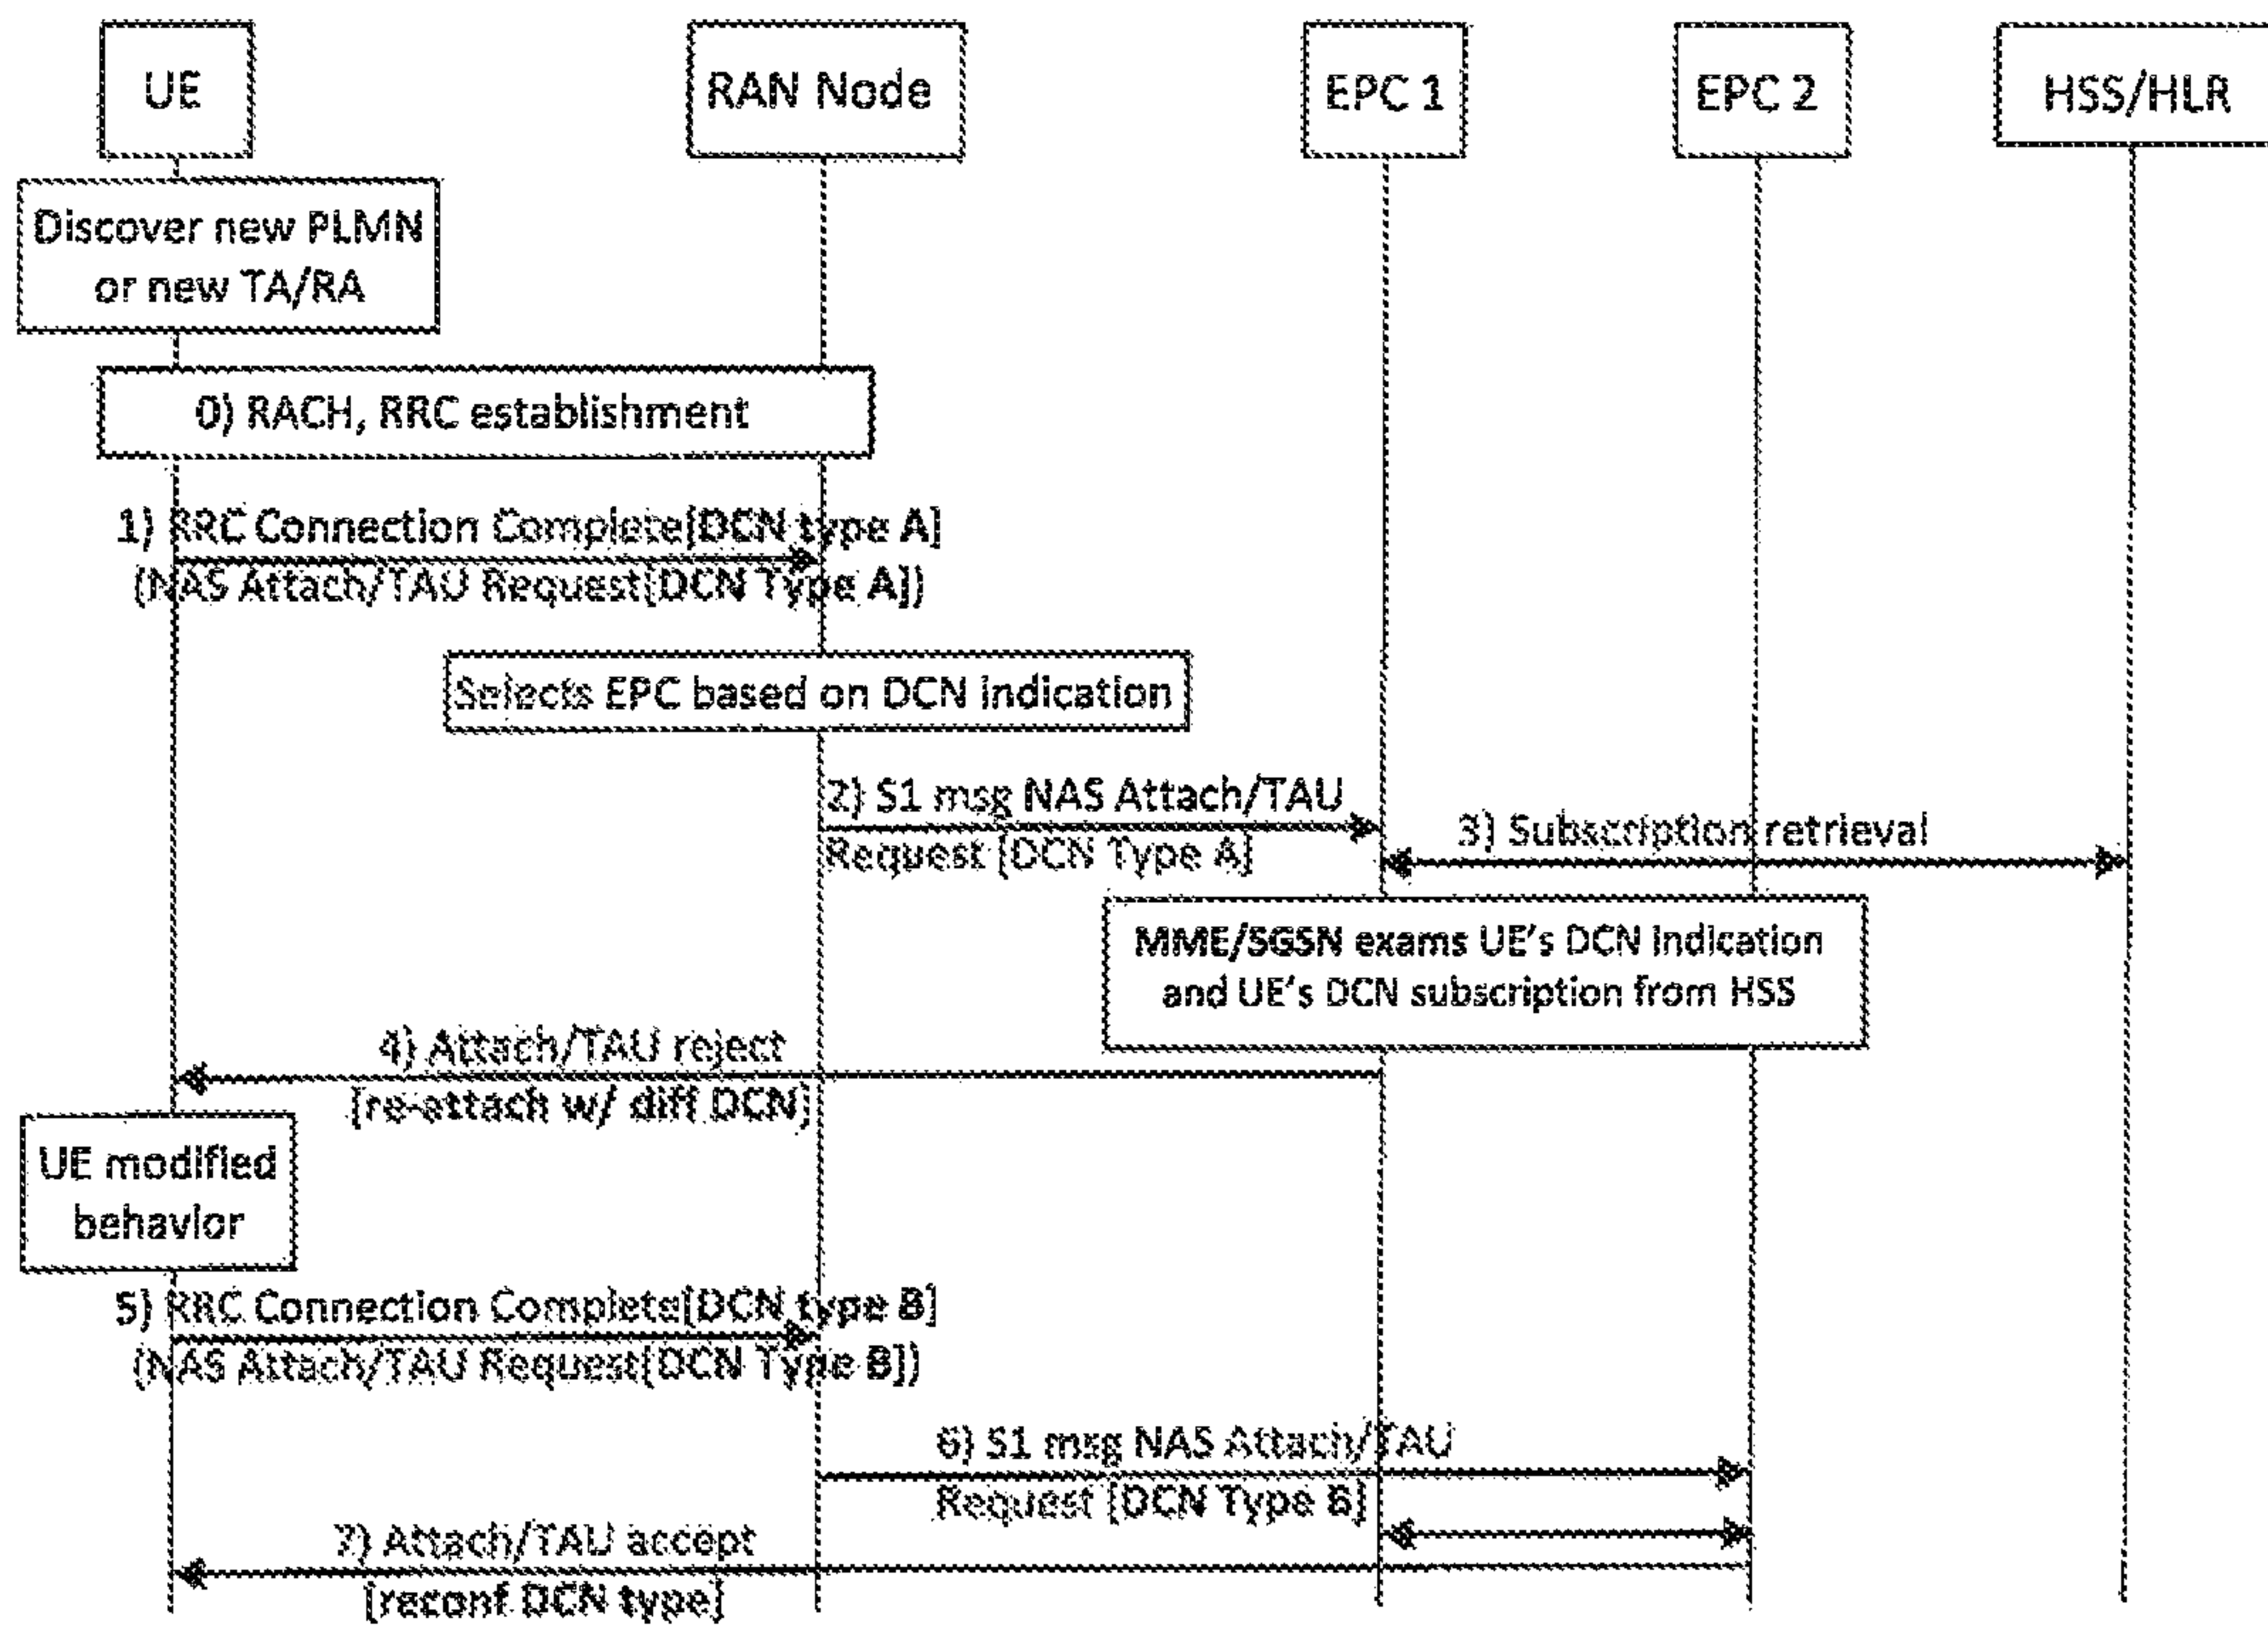 UE
RAN Node
EPC 1
EPC 2
HSS/HLR
Discover new PLMN
or new TA/RA
0) RACH, RRC establishment
1) RRC Connection Complete[DCN type A]
(NAS Attach/TAU Request[DCN Type A])
Selects EPC based on DCN indication
2) S1 msg NAS Attach/TAU
Request [DCN Type A]
3) Subscription retrieval
MME/SGSN exams UE's DCN indication
and UE's DCN subscription from HSS
4) Attach/TAU reject
[re-attach w/ diff DCN]
UE modified
behavior
5) RRC Connection Complete[DCN type B]
(NAS Attach/TAU Request[DCN Type B])
6) S1 msg NAS Attach/TAU
Request [DCN Type B]
7) Attach/TAU accept
[reconf DCN type]